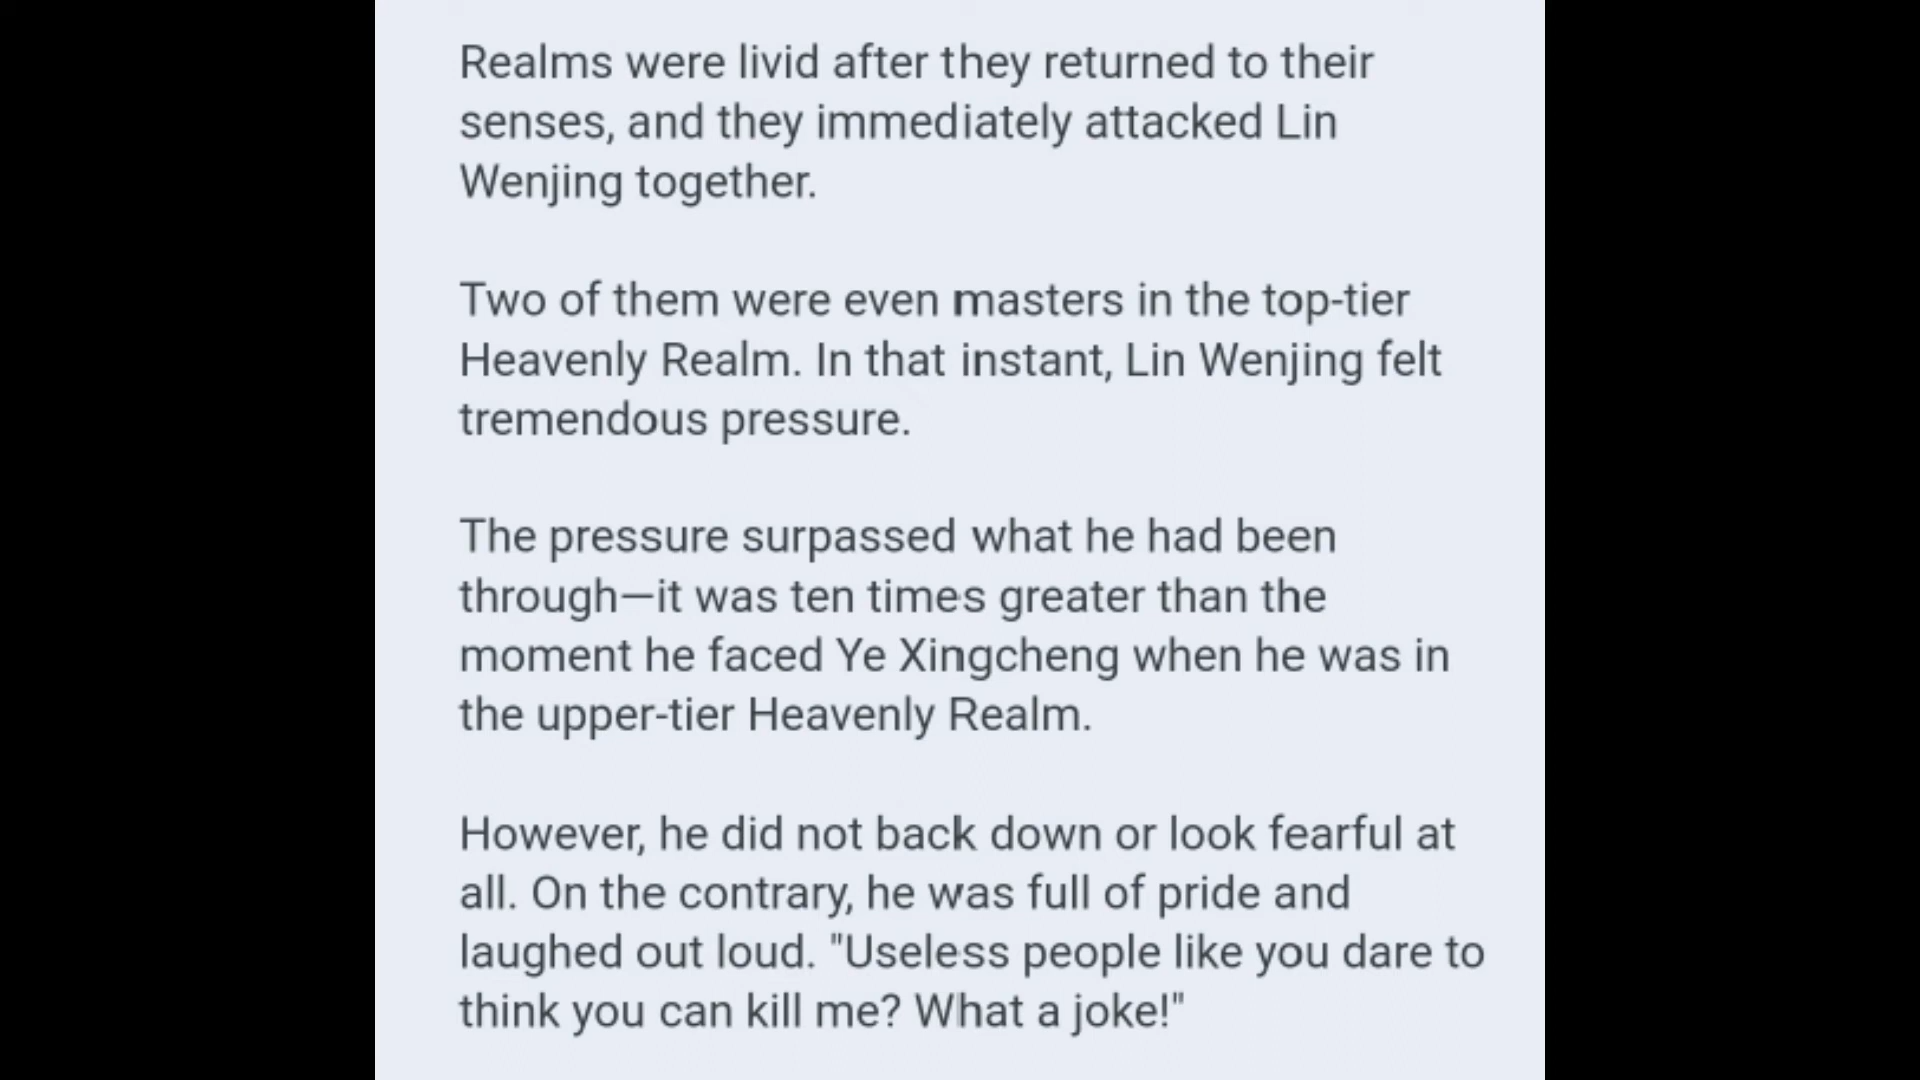 Realms were livid after they returned to their
senses, and they immediately attacked Lin
Wenjing together.
Two of them were even masters in the top-tier
Heavenly Realm. In that instant, Lin Wenjing felt
tremendous pressure.
The pressure surpassed what he had been
through—it was ten times greater than the
moment he faced Ye Xingcheng when he was in
the upper-tier Heavenly Realm.
However, he did not back down or look fearful at
all. On the contrary, he was full of pride and
laughed out loud. "Useless people like you dare to
think you can kill me? What a joke!"